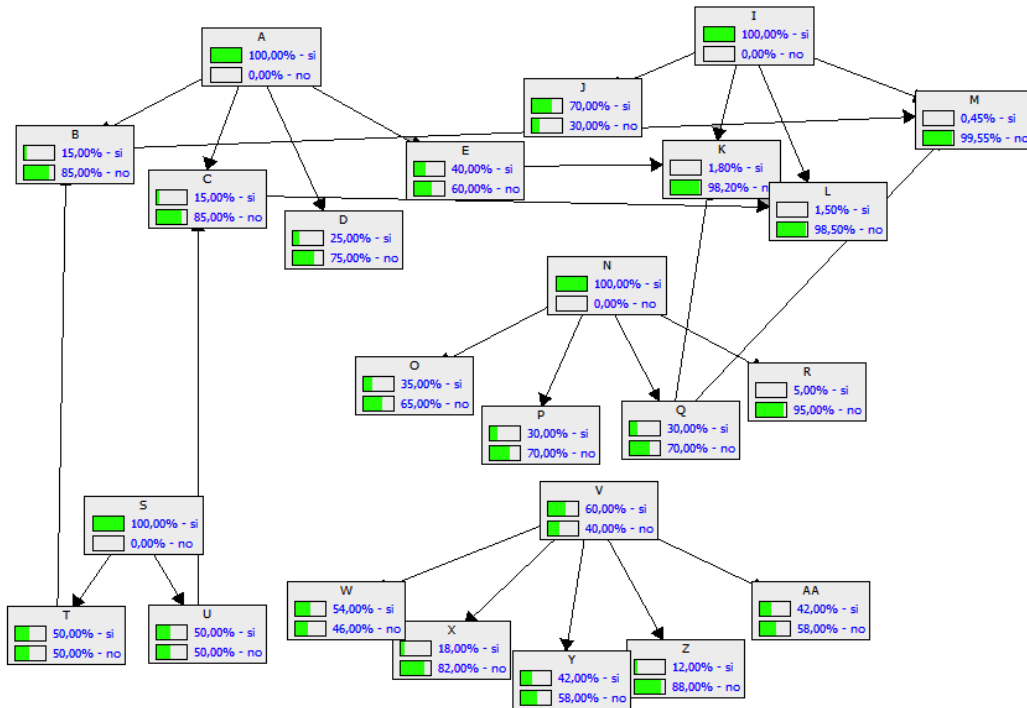 A
100,00% - si
0,00% - no
I
100,00% - si
0,00% - no
J
70,00% - si
30,00% - no
M
0,45% - si
99,55% - no
B
15,00% - si
85,00% - no
E
40,00% - si
60,00% - no
K
1,80% - si
98,20% - n
C
15,00% - si
85,00% - no
L
1,50% - si
98,50% - no
D
25,00% - si
75,00% - no
N
100,00% - si
0,00% - no
O
35,00% - si
65,00% - no
R
5,00% - si
95,00% - no
P
30,00% - si
70,00% - no
Q
30,00% - si
70,00% - no
S
100,00% - si
0,00% - no
V
60,00% - si
40,00% - no
T
50,00% - si
50,00% - no
U
50,00% - si
50,00% - no
W
54,00% - si
46,00% - no
AA
42,00% - si
58,00% - no
X
18,00% - si
82,00% - no
Y
42,00% - si
58,00% - no
Z
12,00% - si
88,00% - no